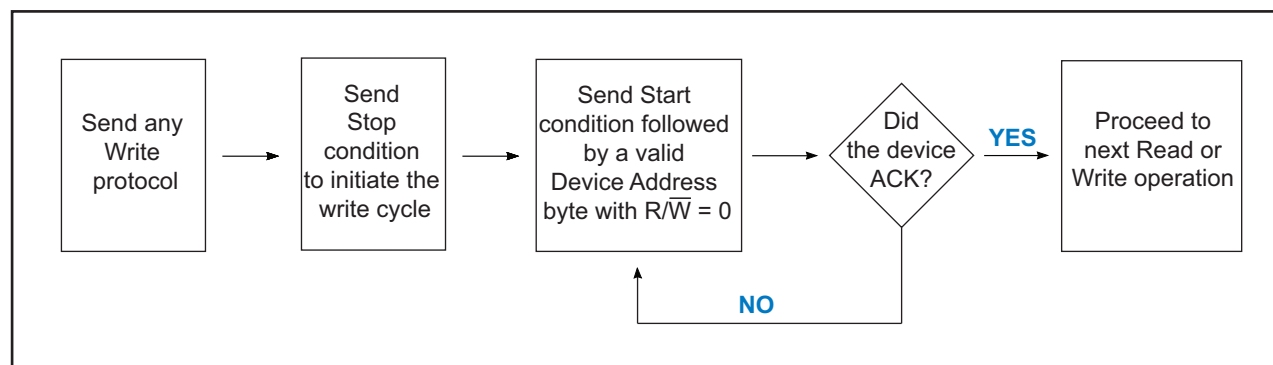 Send any
Write
protocol
Send
Stop
condition
to initiate the
write cycle
Send Start
condition followed
by a valid
Device Address
byte with R/W̅ = 0
Did
the device
ACK?
YES
Proceed to
next Read or
Write operation
NO